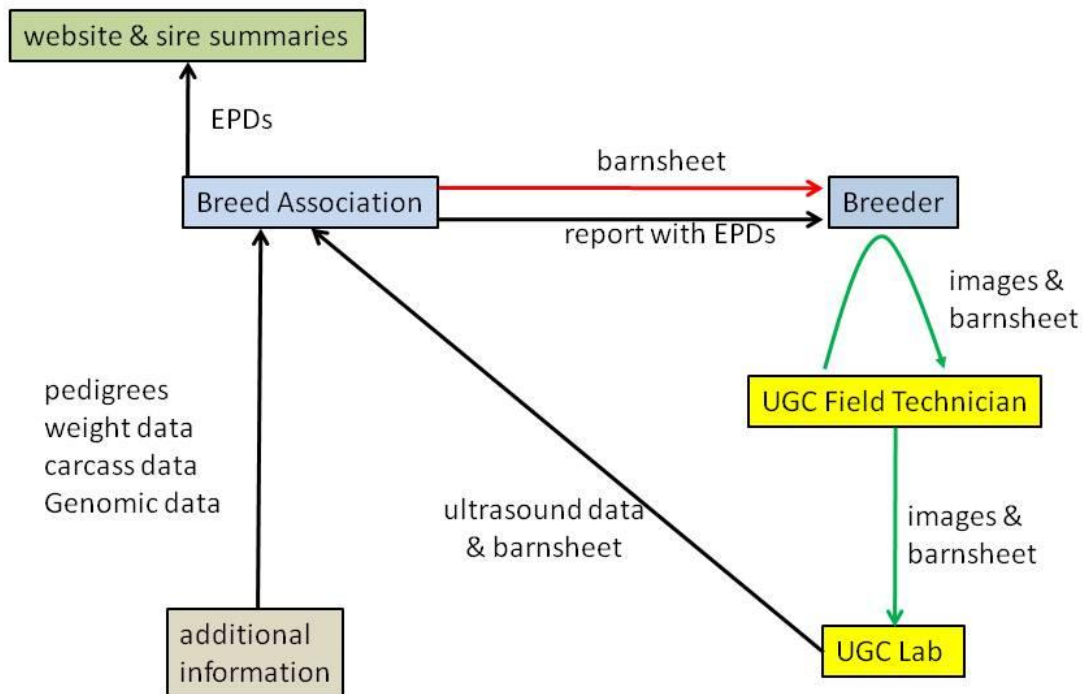 website & sire summaries
EPDs
barnsheet
Breed Association
Breeder
report with EPDs
images &
barnsheet
UGC Field Technician
pedigrees
weight data
carcass data
Genomic data
ultrasound data
& barnsheet
images &
barnsheet
additional
information
UGC Lab